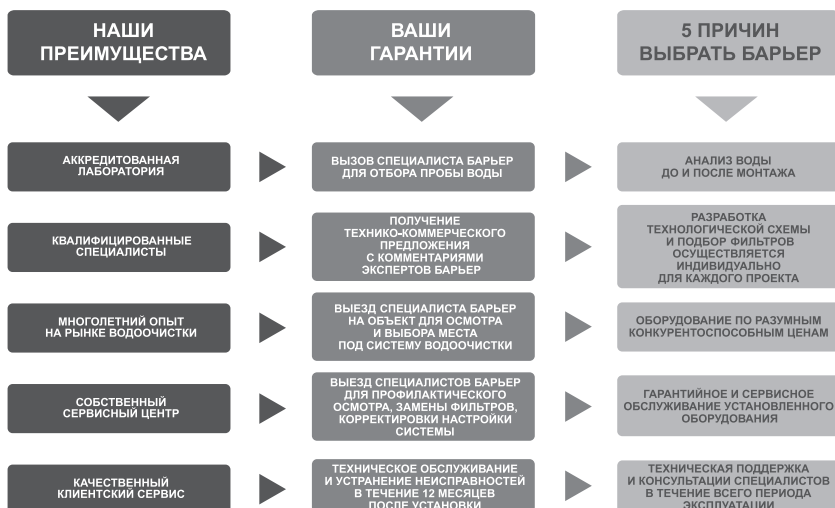 НАШИ
ПРЕИМУЩЕСТВА
ВАШИ
ГАРАНТИИ
5 ПРИЧИН
ВЫБРАТЬ БАРЬЕР
АККРЕДИТОВАННАЯ
ЛАБОРАТОРИЯ
ВЫЗОВ СПЕЦИАЛИСТА БАРЬЕР
ДЛЯ ОТБОРА ПРОБЫ ВОДЫ
АНАЛИЗ ВОДЫ
ДО И ПОСЛЕ МОНТАЖА
КВАЛИФИЦИРОВАННЫЕ
СПЕЦИАЛИСТЫ
ПОЛУЧЕНИЕ
ТЕХНИКО-КОММЕРЧЕСКОГО
ПРЕДЛОЖЕНИЯ
С КОММЕНТАРИЯМИ
ЭКСПЕРТОВ БАРЬЕР
РАЗРАБОТКА
ТЕХНОЛОГИЧЕСКОЙ СХЕМЫ
И ПОДБОР ФИЛЬТРОВ
ОСУЩЕСТВЛЯЕТСЯ
ИНДИВИДУАЛЬНО
ДЛЯ КАЖДОГО ПРОЕКТА
МНОГОЛЕТНИЙ ОПЫТ
НА РЫНКЕ ВОДООЧИСТКИ
ВЫЕЗД СПЕЦИАЛИСТА БАРЬЕР
НА ОБЪЕКТ ДЛЯ ОСМОТРА
И ВЫБОРА МЕСТА
ПОД СИСТЕМУ ВОДООЧИСТКИ
ОБОРУДОВАНИЕ ПО РАЗУМНЫМ
КОНКУРЕНТОСПОСОБНЫМ ЦЕНАМ
СОБСТВЕННЫЙ
СЕРВИСНЫЙ ЦЕНТР
ВЫЕЗД СПЕЦИАЛИСТОВ БАРЬЕР
ДЛЯ ПРОФИЛАКТИЧЕСКОГО
ОСМОТРА, ЗАМЕНЫ ФИЛЬТРОВ,
КОРРЕКТИРОВКИ НАСТРОЙКИ
СИСТЕМЫ
ГАРАНТИЙНОЕ И СЕРВИСНОЕ
ОБСЛУЖИВАНИЕ УСТАНОВЛЕННОГО
ОБОРУДОВАНИЯ
КАЧЕСТВЕННЫЙ
КЛИЕНТСКИЙ СЕРВИС
ТЕХНИЧЕСКОЕ ОБСЛУЖИВАНИЕ
И УСТРАНЕНИЕ НЕИСПРАВНОСТЕЙ
В ТЕЧЕНИЕ 12 МЕСЯЦЕВ
ПОСЛЕ УСТАНОВКИ
ТЕХНИЧЕСКАЯ ПОДДЕРЖКА
И КОНСУЛЬТАЦИИ СПЕЦИАЛИСТОВ
В ТЕЧЕНИЕ ВСЕГО ПЕРИОДА
ЭКСПЛУАТАЦИИ